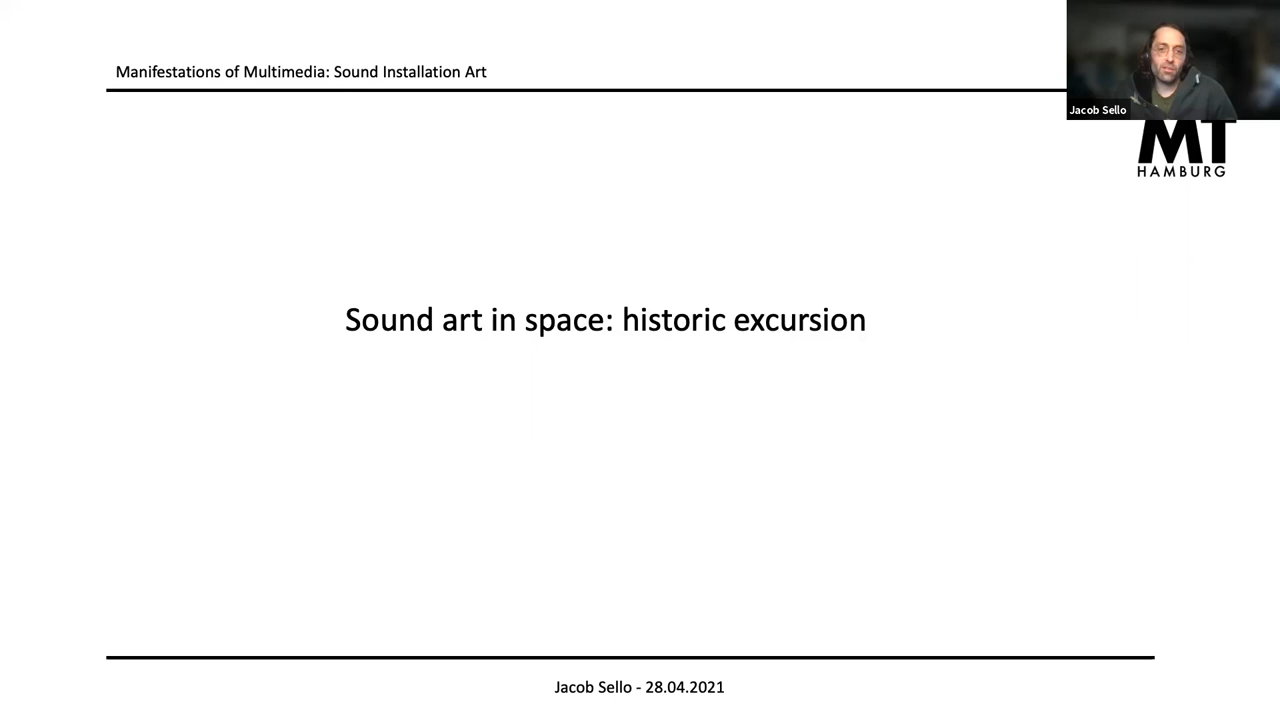 Manifestations of Multimedia: Sound Installation Art
Jacob Sello
MT
HAMBURG
Sound art in space: historic excursion
Jacob Sello - 28.04.2021